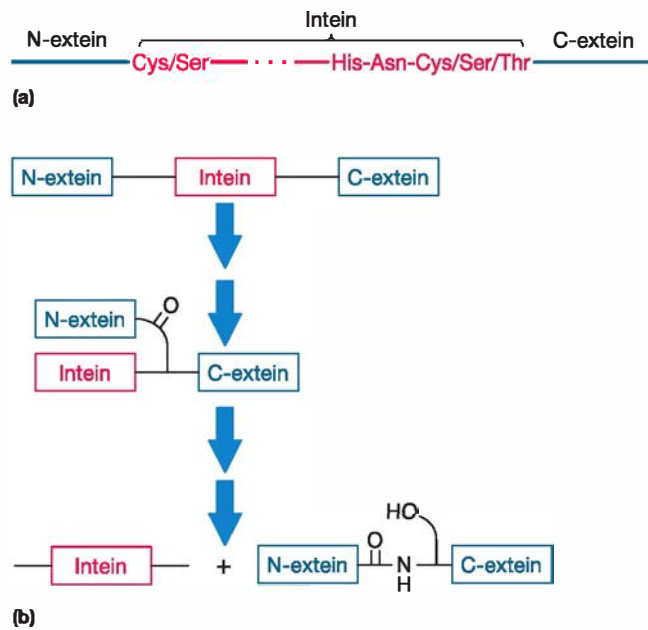 Intein
N-extein C-extein
Cys/Ser His-Asn-Cys/Ser/Thr
(a)
N-extein Intein C-extein
O
N-extein
Intein C-extein
HO
O
Intein + N-extein N C-extein
H
(b)